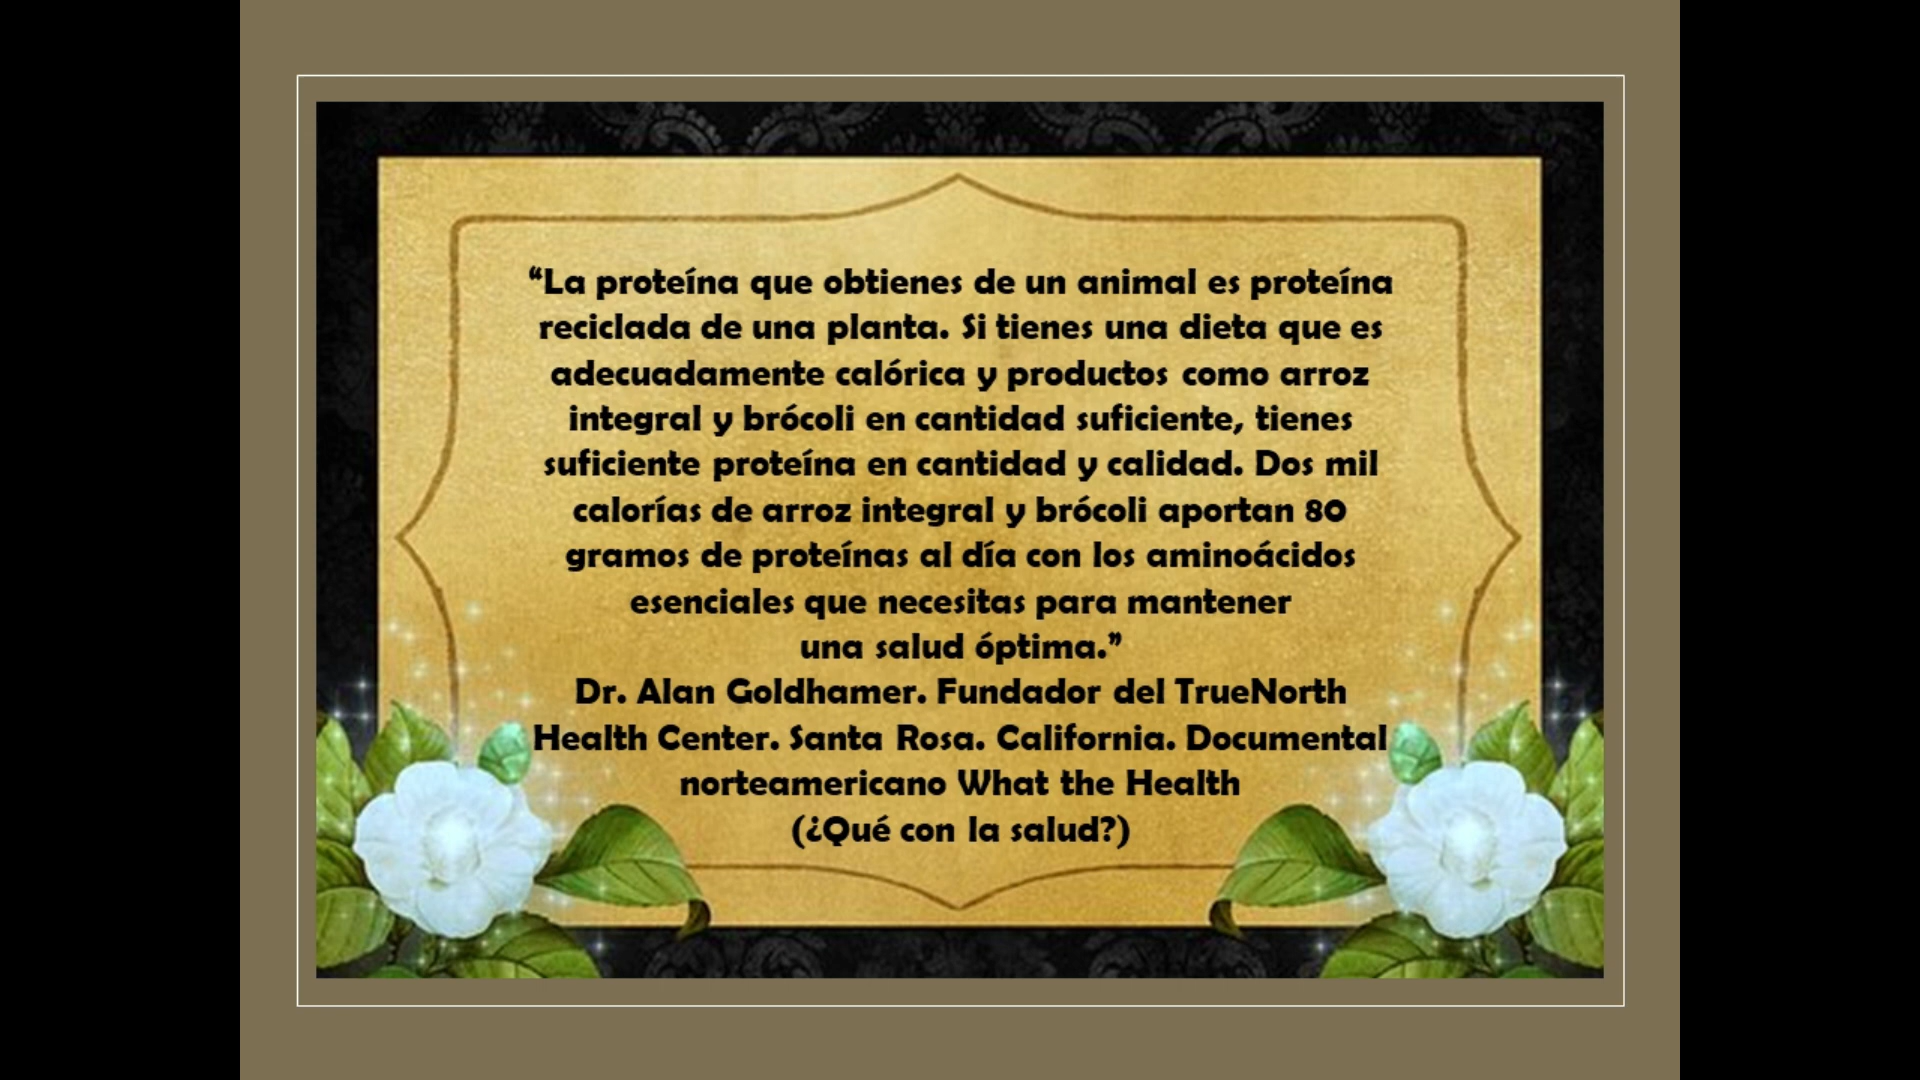 “La proteína que obtienes de un animal es proteína
reciclada de una planta. Si tienes una dieta que es
adecuadamente calórica y productos como arroz
integral y brócoli en cantidad suficiente, tienes
suficiente proteína en cantidad y calidad. Dos mil
calorías de arroz integral y brócoli aportan 80
gramos de proteínas al día con los aminoácidos
esenciales que necesitas para mantener
una salud óptima.”
Dr. Alan Goldhamer. Fundador del TrueNorth
Health Center. Santa Rosa. California. Documental
norteamericano What the Health
(¿Qué con la salud?)